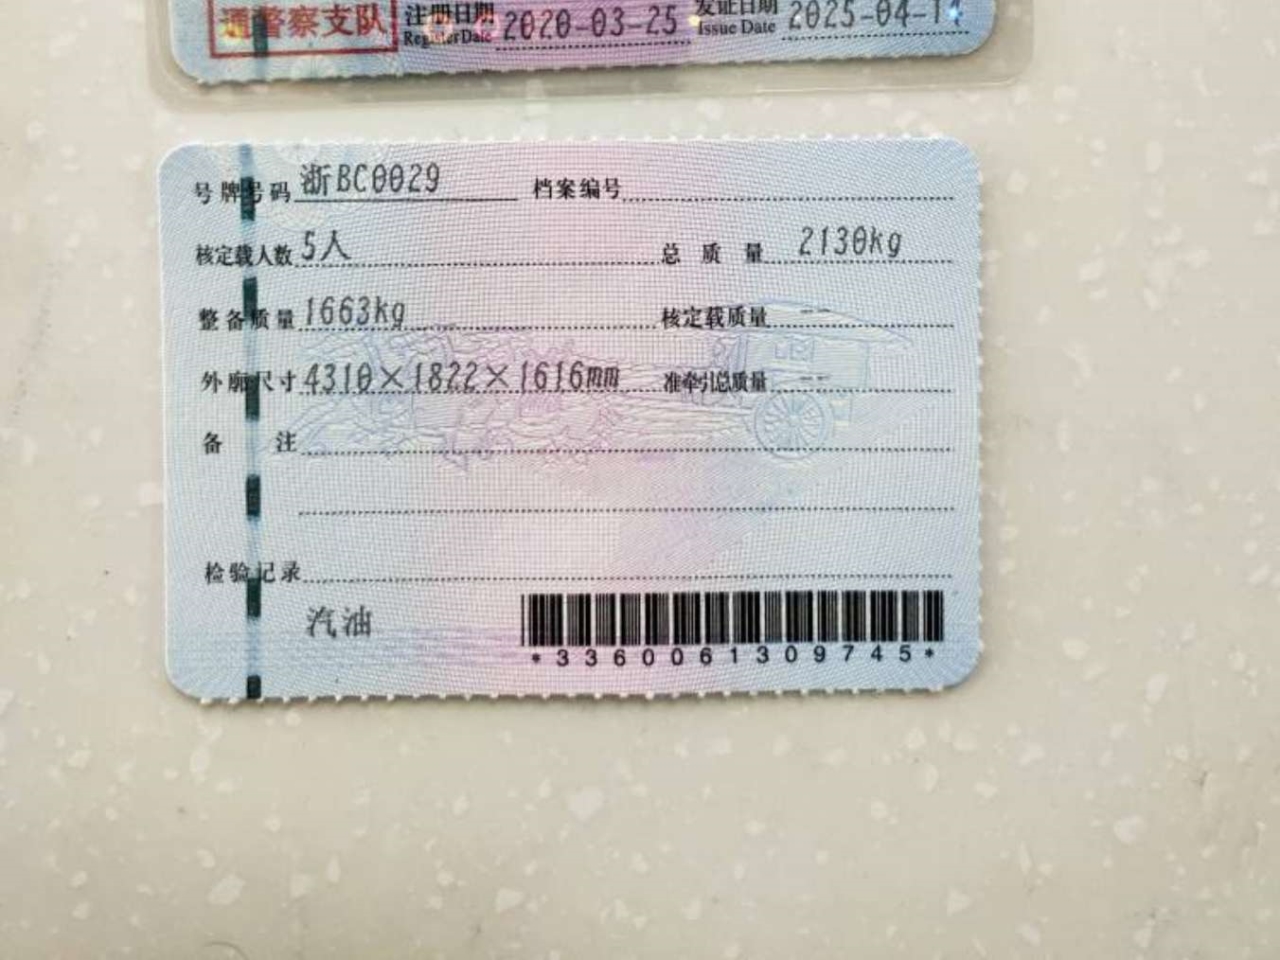 通警察支队 注册日期 2020-03-25 发证日期
Register Date Issue Date 2025-04-1
号牌号码 浙BC0029 档案编号
核定载人数 5人 总质量 2130kg
整备质量 1663kg 核定载质量 --
外廓尺寸 4310×1822×1616mm 准牵引总质量 --
备注
检验记录
汽油
*3360061309745*